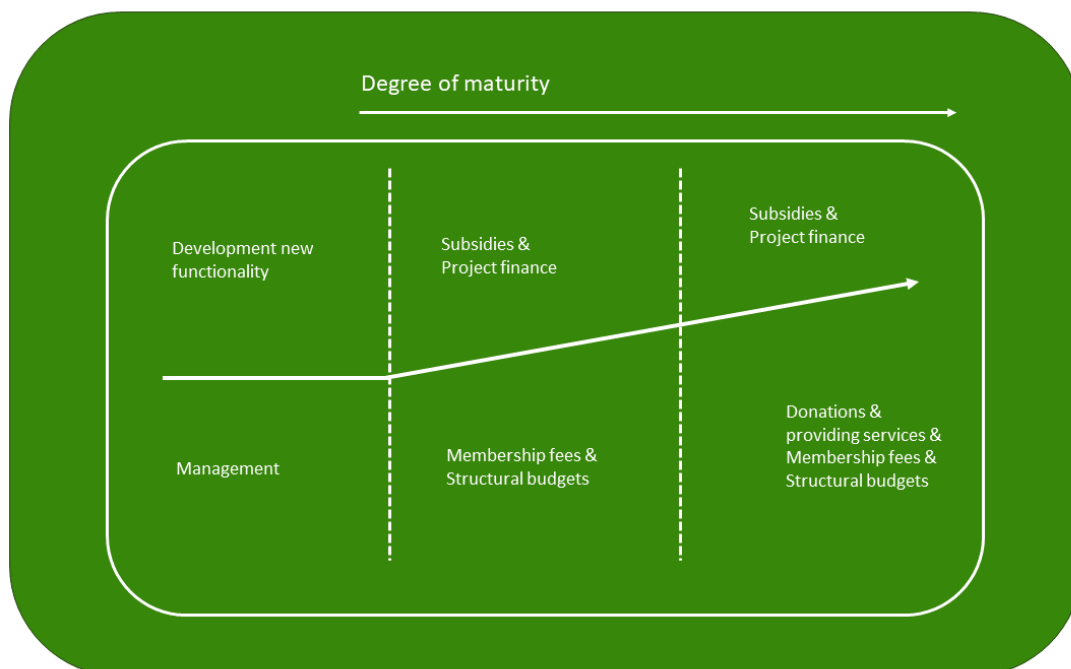 Degree of maturity
Development new
functionality
Subsidies &
Project finance
Subsidies &
Project finance
Management
Membership fees &
Structural budgets
Donations &
providing services &
Membership fees &
Structural budgets